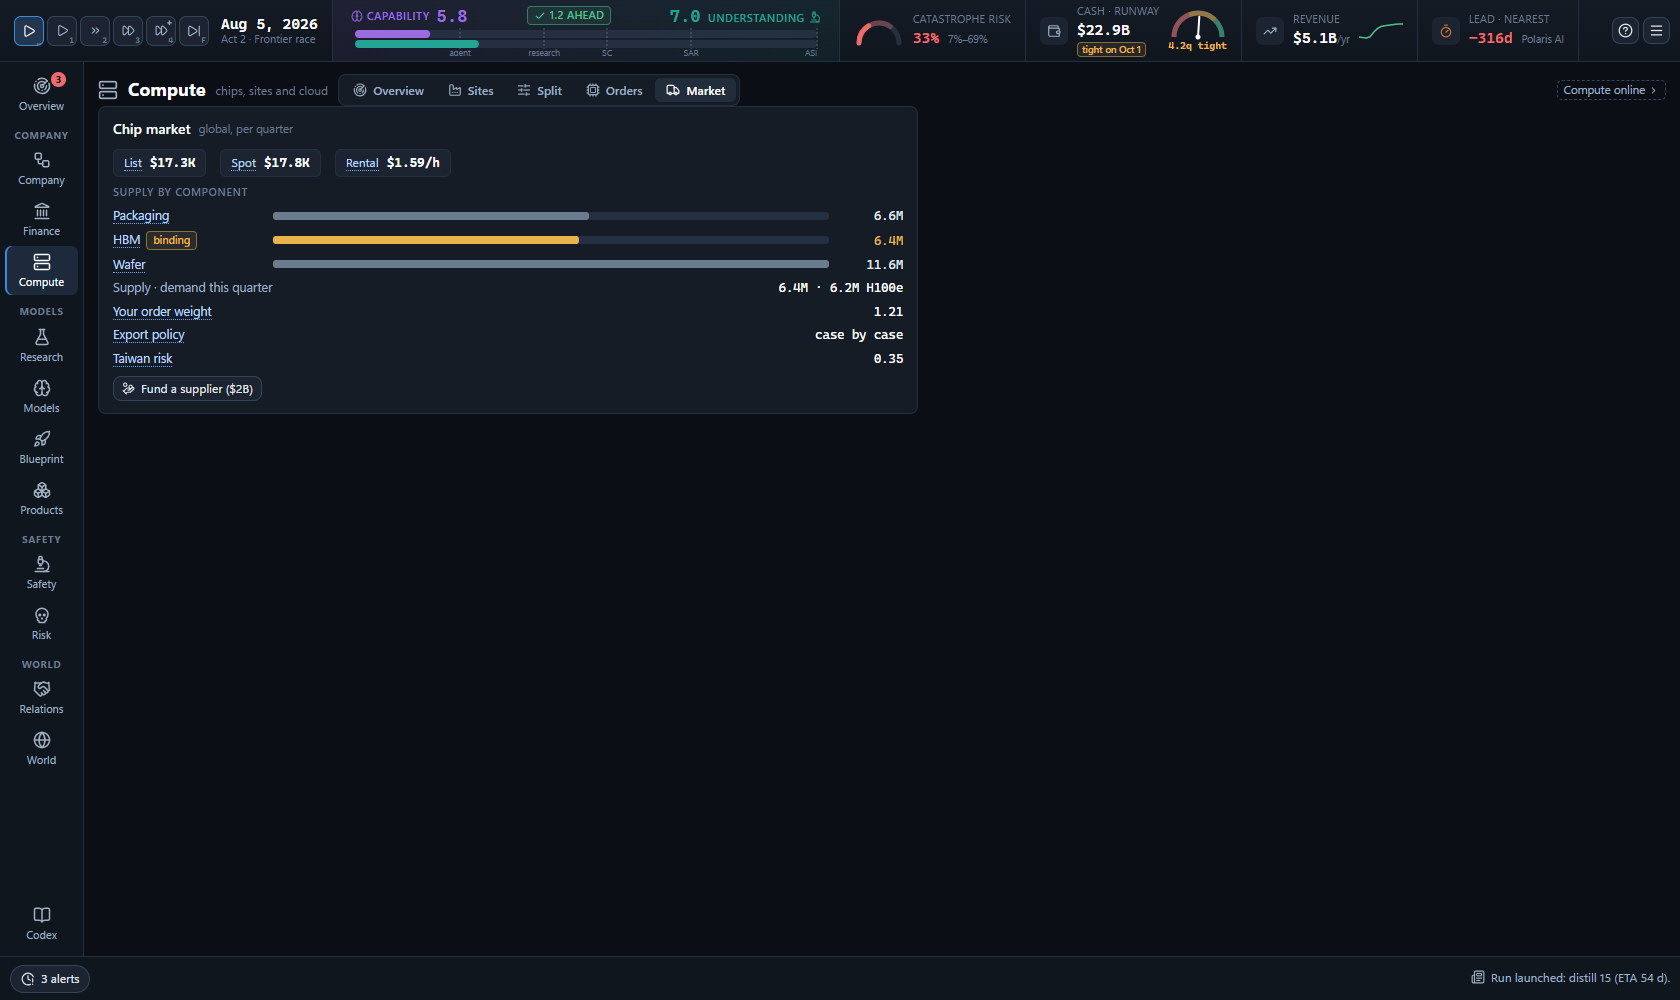 Aug 5, 2026
Act 2 · Frontier race
1
2
3
4
F
CAPABILITY 5.8
1.2 AHEAD
7.0 UNDERSTANDING
agent
research
SC
SAR
ASI
CATASTROPHE RISK
33% 7%–69%
CASH · RUNWAY
$22.9B
tight on Oct 1
4.2q tight
REVENUE
$5.1B/yr
LEAD · NEAREST
−316d Polaris AI
3
Overview
COMPANY
Company
Finance
Compute
MODELS
Research
Models
Blueprint
Products
SAFETY
Safety
Risk
WORLD
Relations
World
Codex
Compute chips, sites and cloud
Overview
Sites
Split
Orders
Market
Compute online ›
Chip market global, per quarter
List $17.3K
Spot $17.8K
Rental $1.59/h
SUPPLY BY COMPONENT
Packaging 6.6M
HBM binding 6.4M
Wafer 11.6M
Supply · demand this quarter 6.4M · 6.2M H100e
Your order weight 1.21
Export policy case by case
Taiwan risk 0.35
Fund a supplier ($2B)
3 alerts
Run launched: distill 15 (ETA 54 d).